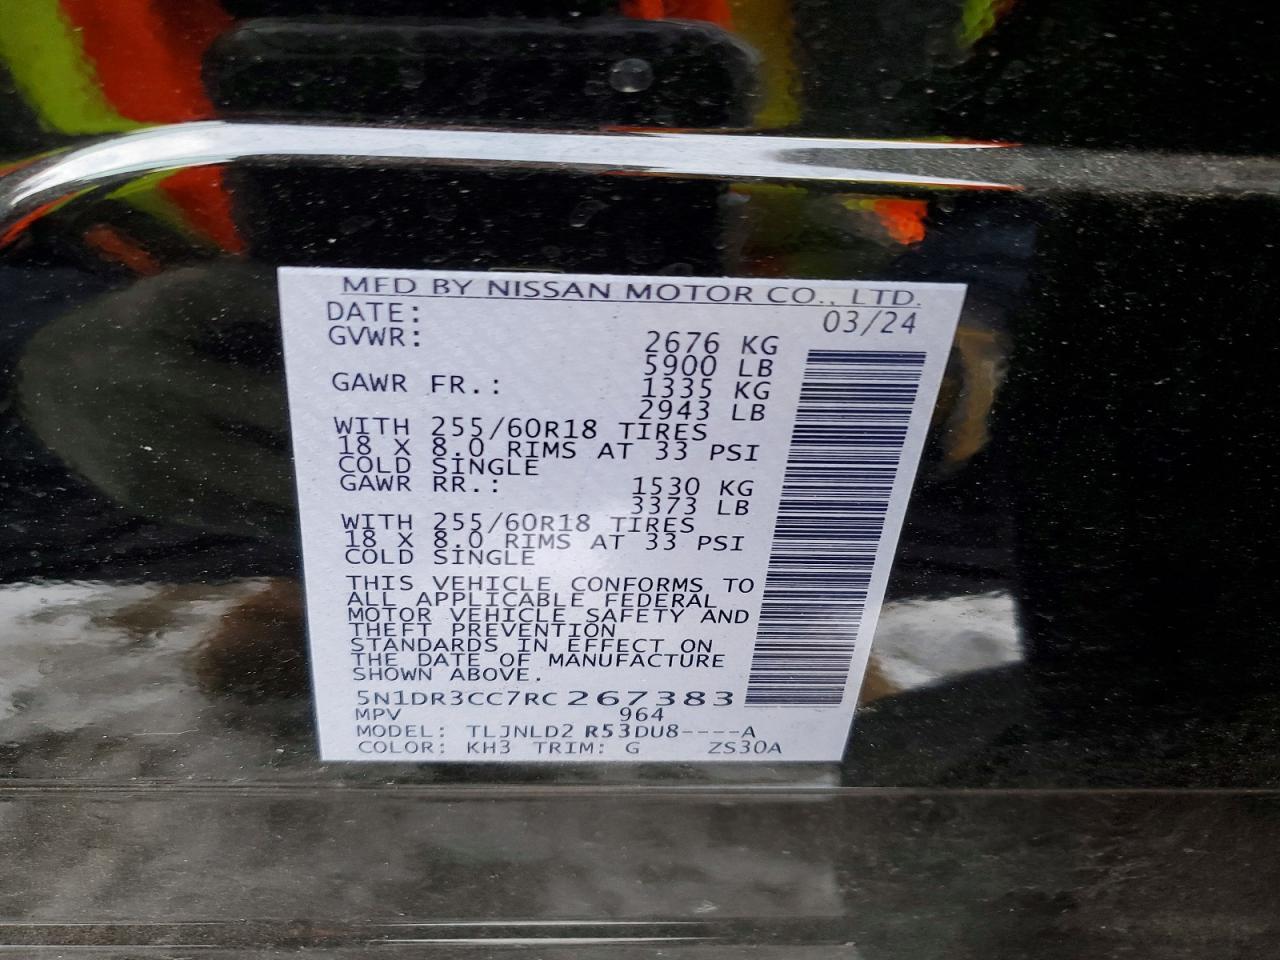 MFD BY NISSAN MOTOR CO., LTD.
DATE: 03/24
GVWR: 2676 KG
5900 LB
GAWR FR.: 1335 KG
2943 LB
WITH 255/60R18 TIRES
18 X 8.0 RIMS AT 33 PSI
COLD SINGLE
GAWR RR.: 1530 KG
3373 LB
WITH 255/60R18 TIRES
18 X 8.0 RIMS AT 33 PSI
COLD SINGLE
THIS VEHICLE CONFORMS TO
ALL APPLICABLE FEDERAL
MOTOR VEHICLE SAFETY AND
THEFT PREVENTION
STANDARDS IN EFFECT ON
THE DATE OF MANUFACTURE
SHOWN ABOVE.
5N1DR3CC7RC267383
MPV 964
MODEL: TLJNLD2 R53DU8----A
COLOR: KH3 TRIM: G ZS30A